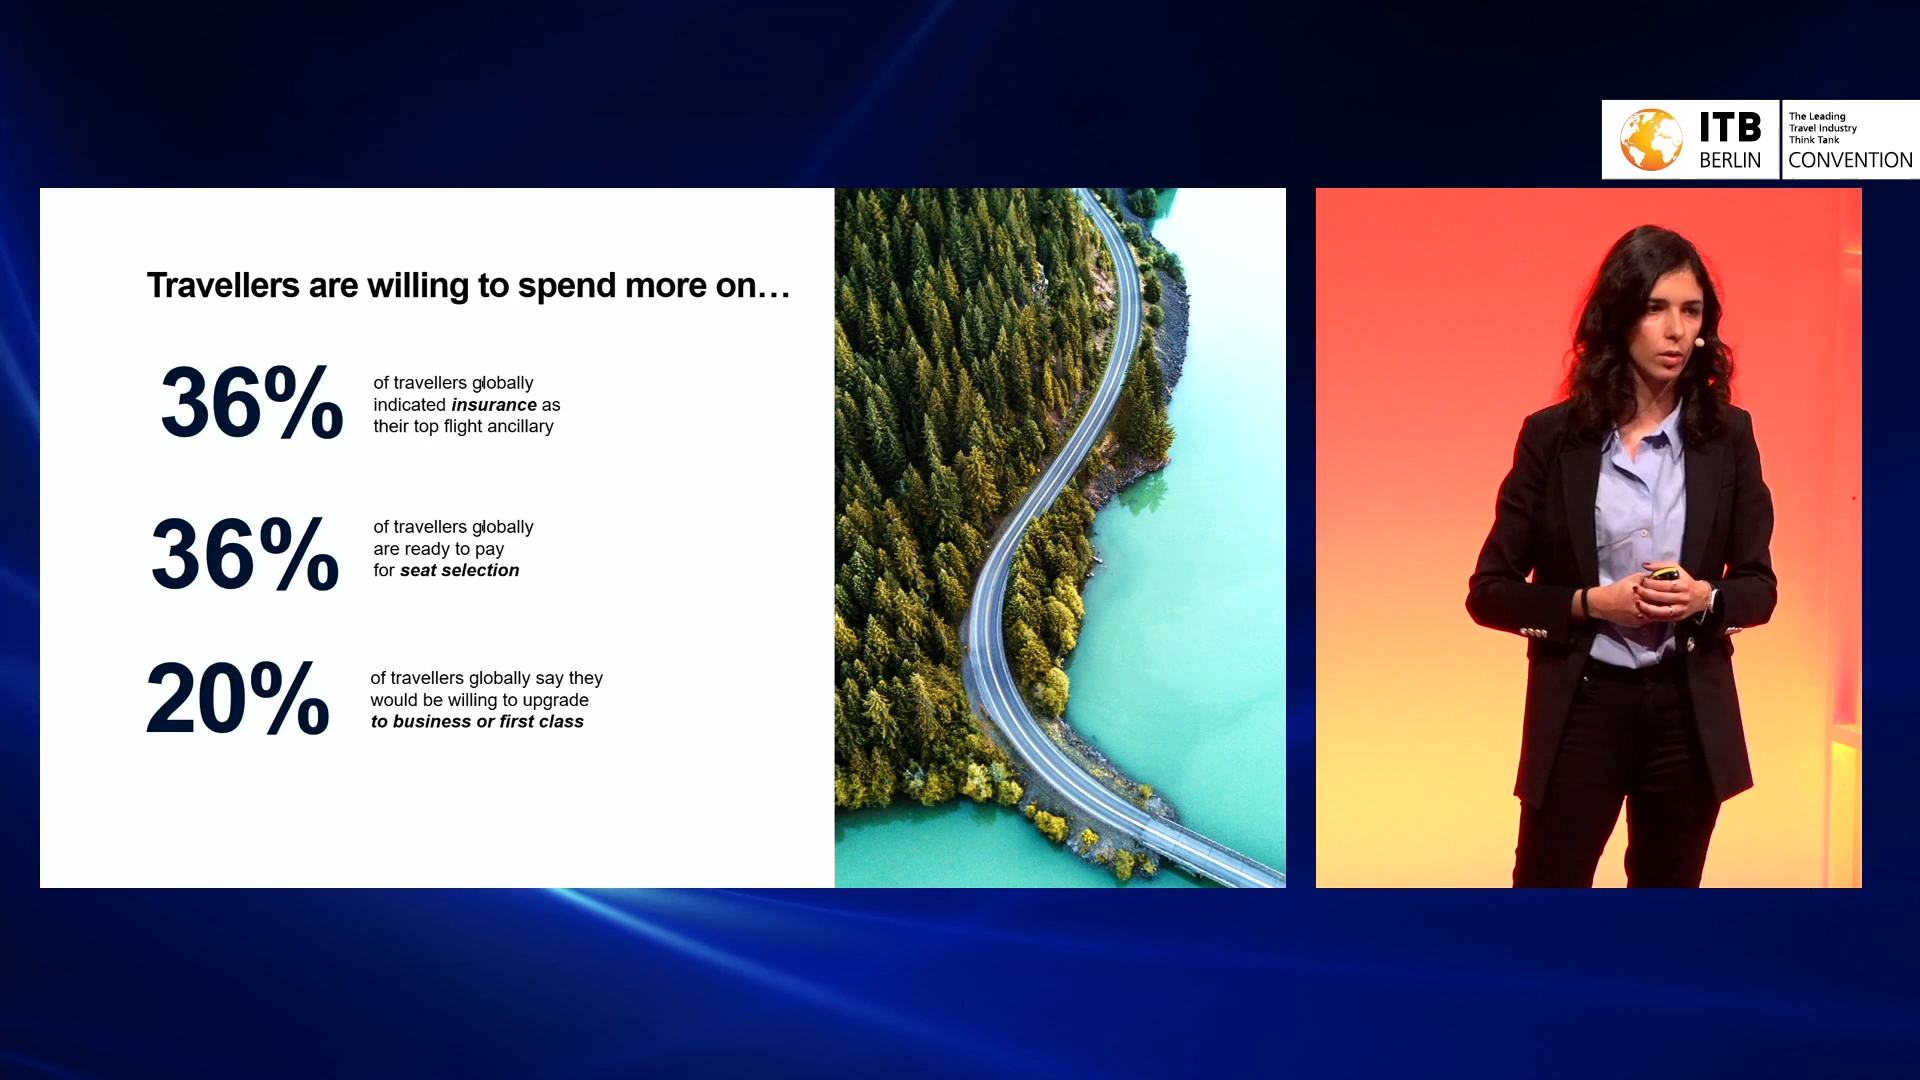 ITB
BERLIN
The Leading
Travel Industry
Think Tank
CONVENTION
Travellers are willing to spend more on…
36%
of travellers globally
indicated insurance as
their top flight ancillary
36%
of travellers globally
are ready to pay
for seat selection
20%
of travellers globally say they
would be willing to upgrade
to business or first class